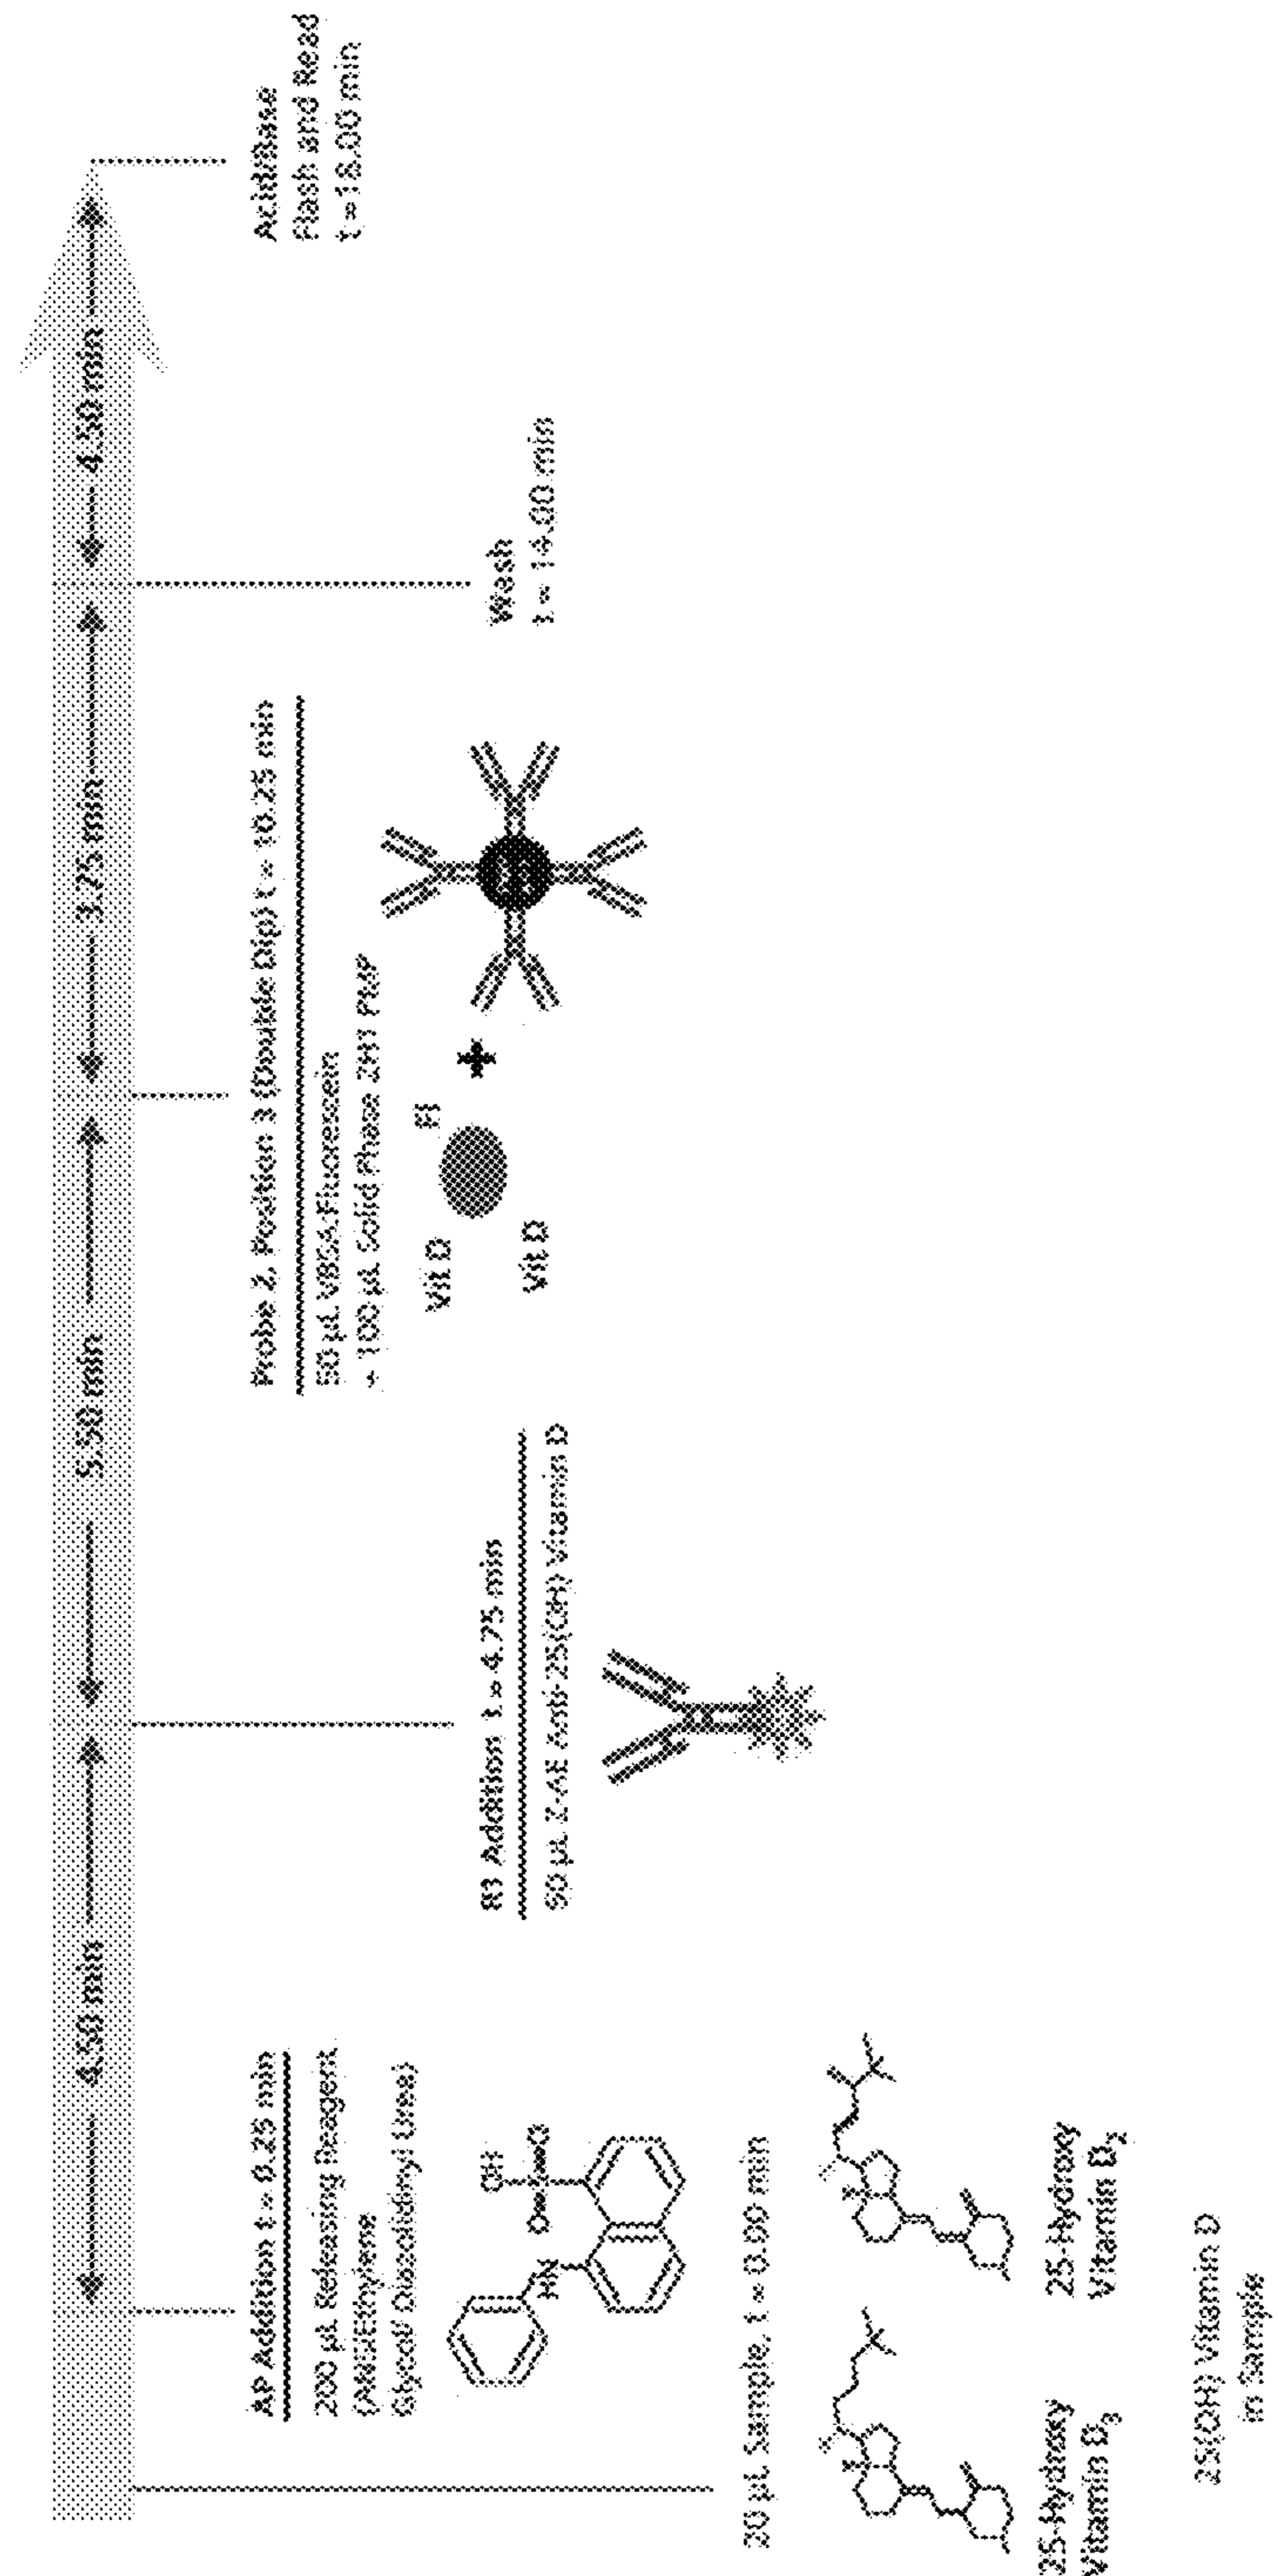 4.50 min
5.50 min
3.75 min
4.50 min
AP Addition t = 0.25 min
200 µL Releasing Reagent
(ANS/Ethylene
Glycol/ Diazolidinyl Urea)
HN
OH
O=S=O
20 µL Sample, t = 0.00 min
25-Hydroxy
Vitamin D3
25-Hydroxy
Vitamin D2
25(OH) Vitamin D
in Sample
R1 Addition t = 4.75 min
50 µL Z-AE Anti-25(OH) Vitamin D
Probe 2, Position 3 (Double Dip) t = 10.25 min
50 µL VBSA-Fluorescein
+ 100 µL Solid Phase PMP
Vit D
Fl
Vit D
+
Wash
t = 14.00 min
Acid/Base
Flash and Read
t = 18.00 min